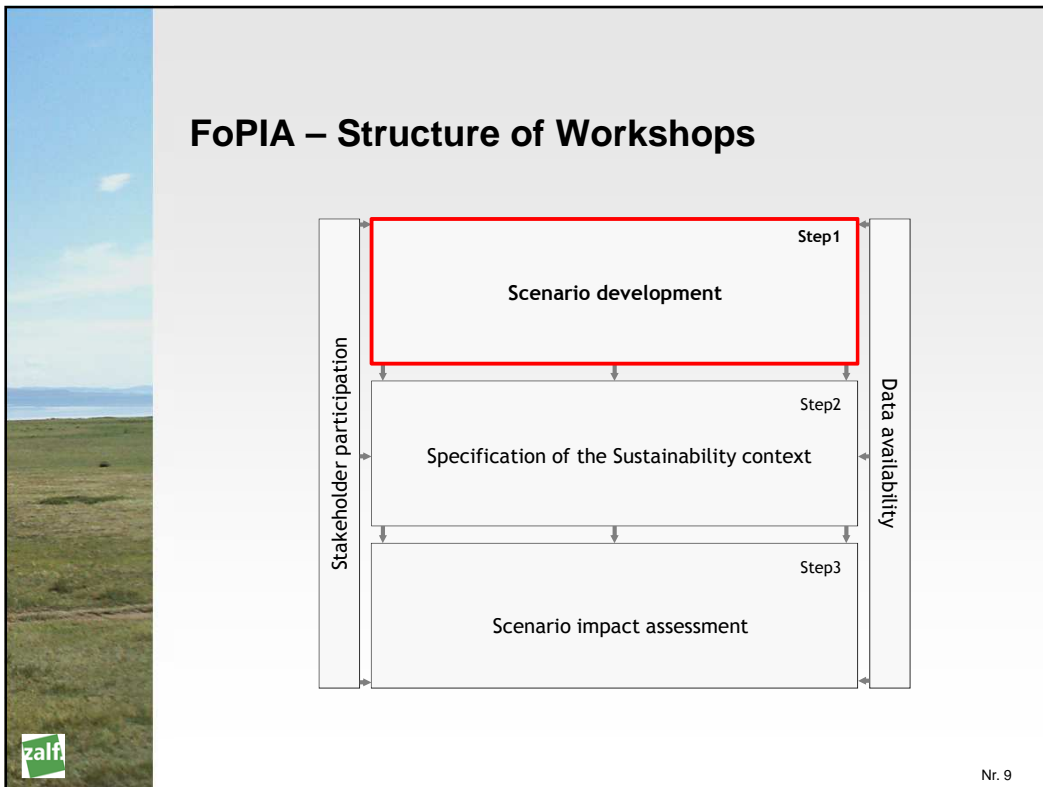 FoPIA – Structure of Workshops
Stakeholder participation
Step1
Scenario development
Step2
Specification of the Sustainability context
Step3
Scenario impact assessment
Data availability
zalf.
Nr. 9